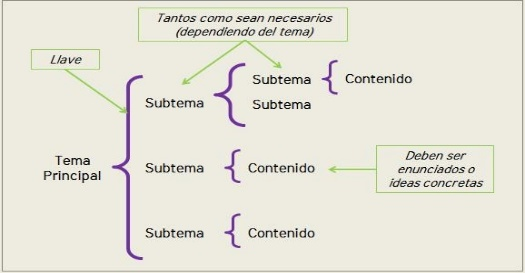 Tantos como sean necesarios
(dependiendo del tema)
Llave
Subtema
Contenido
Subtema
Subtema
Tema
Principal
Subtema
Contenido
Deben ser
enunciados o
ideas concretas
Subtema
Contenido